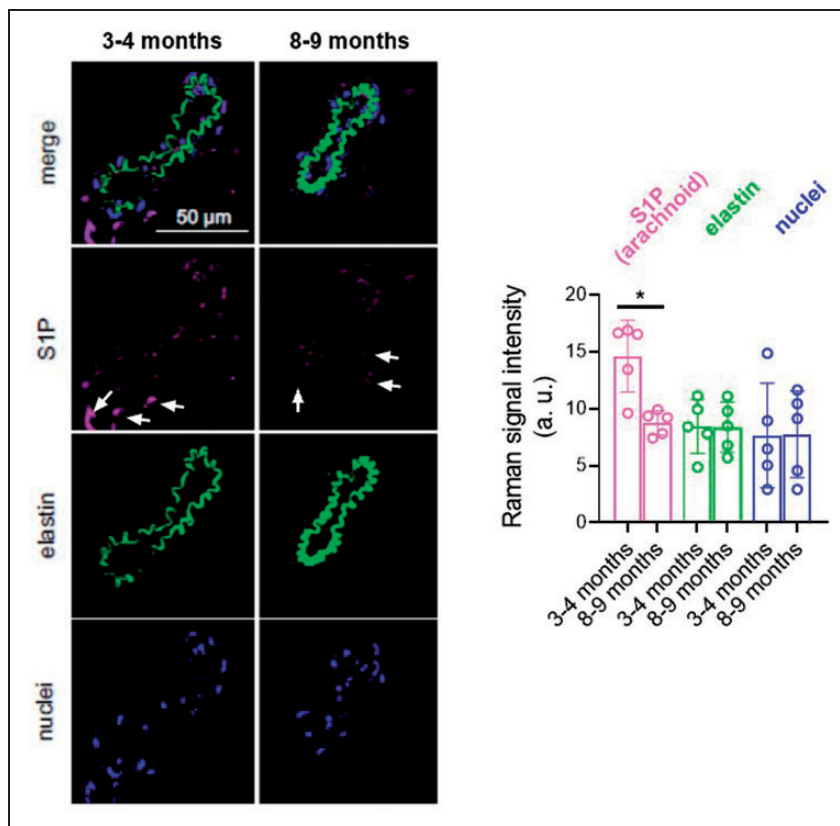 3-4 months
8-9 months
merge
50 µm
S1P
elastin
nuclei
S1P
(arachnoid)
elastin
nuclei
*
Raman signal intensity
(a. u.)
20
15
10
5
0
3-4 months
8-9 months
3-4 months
8-9 months
3-4 months
8-9 months